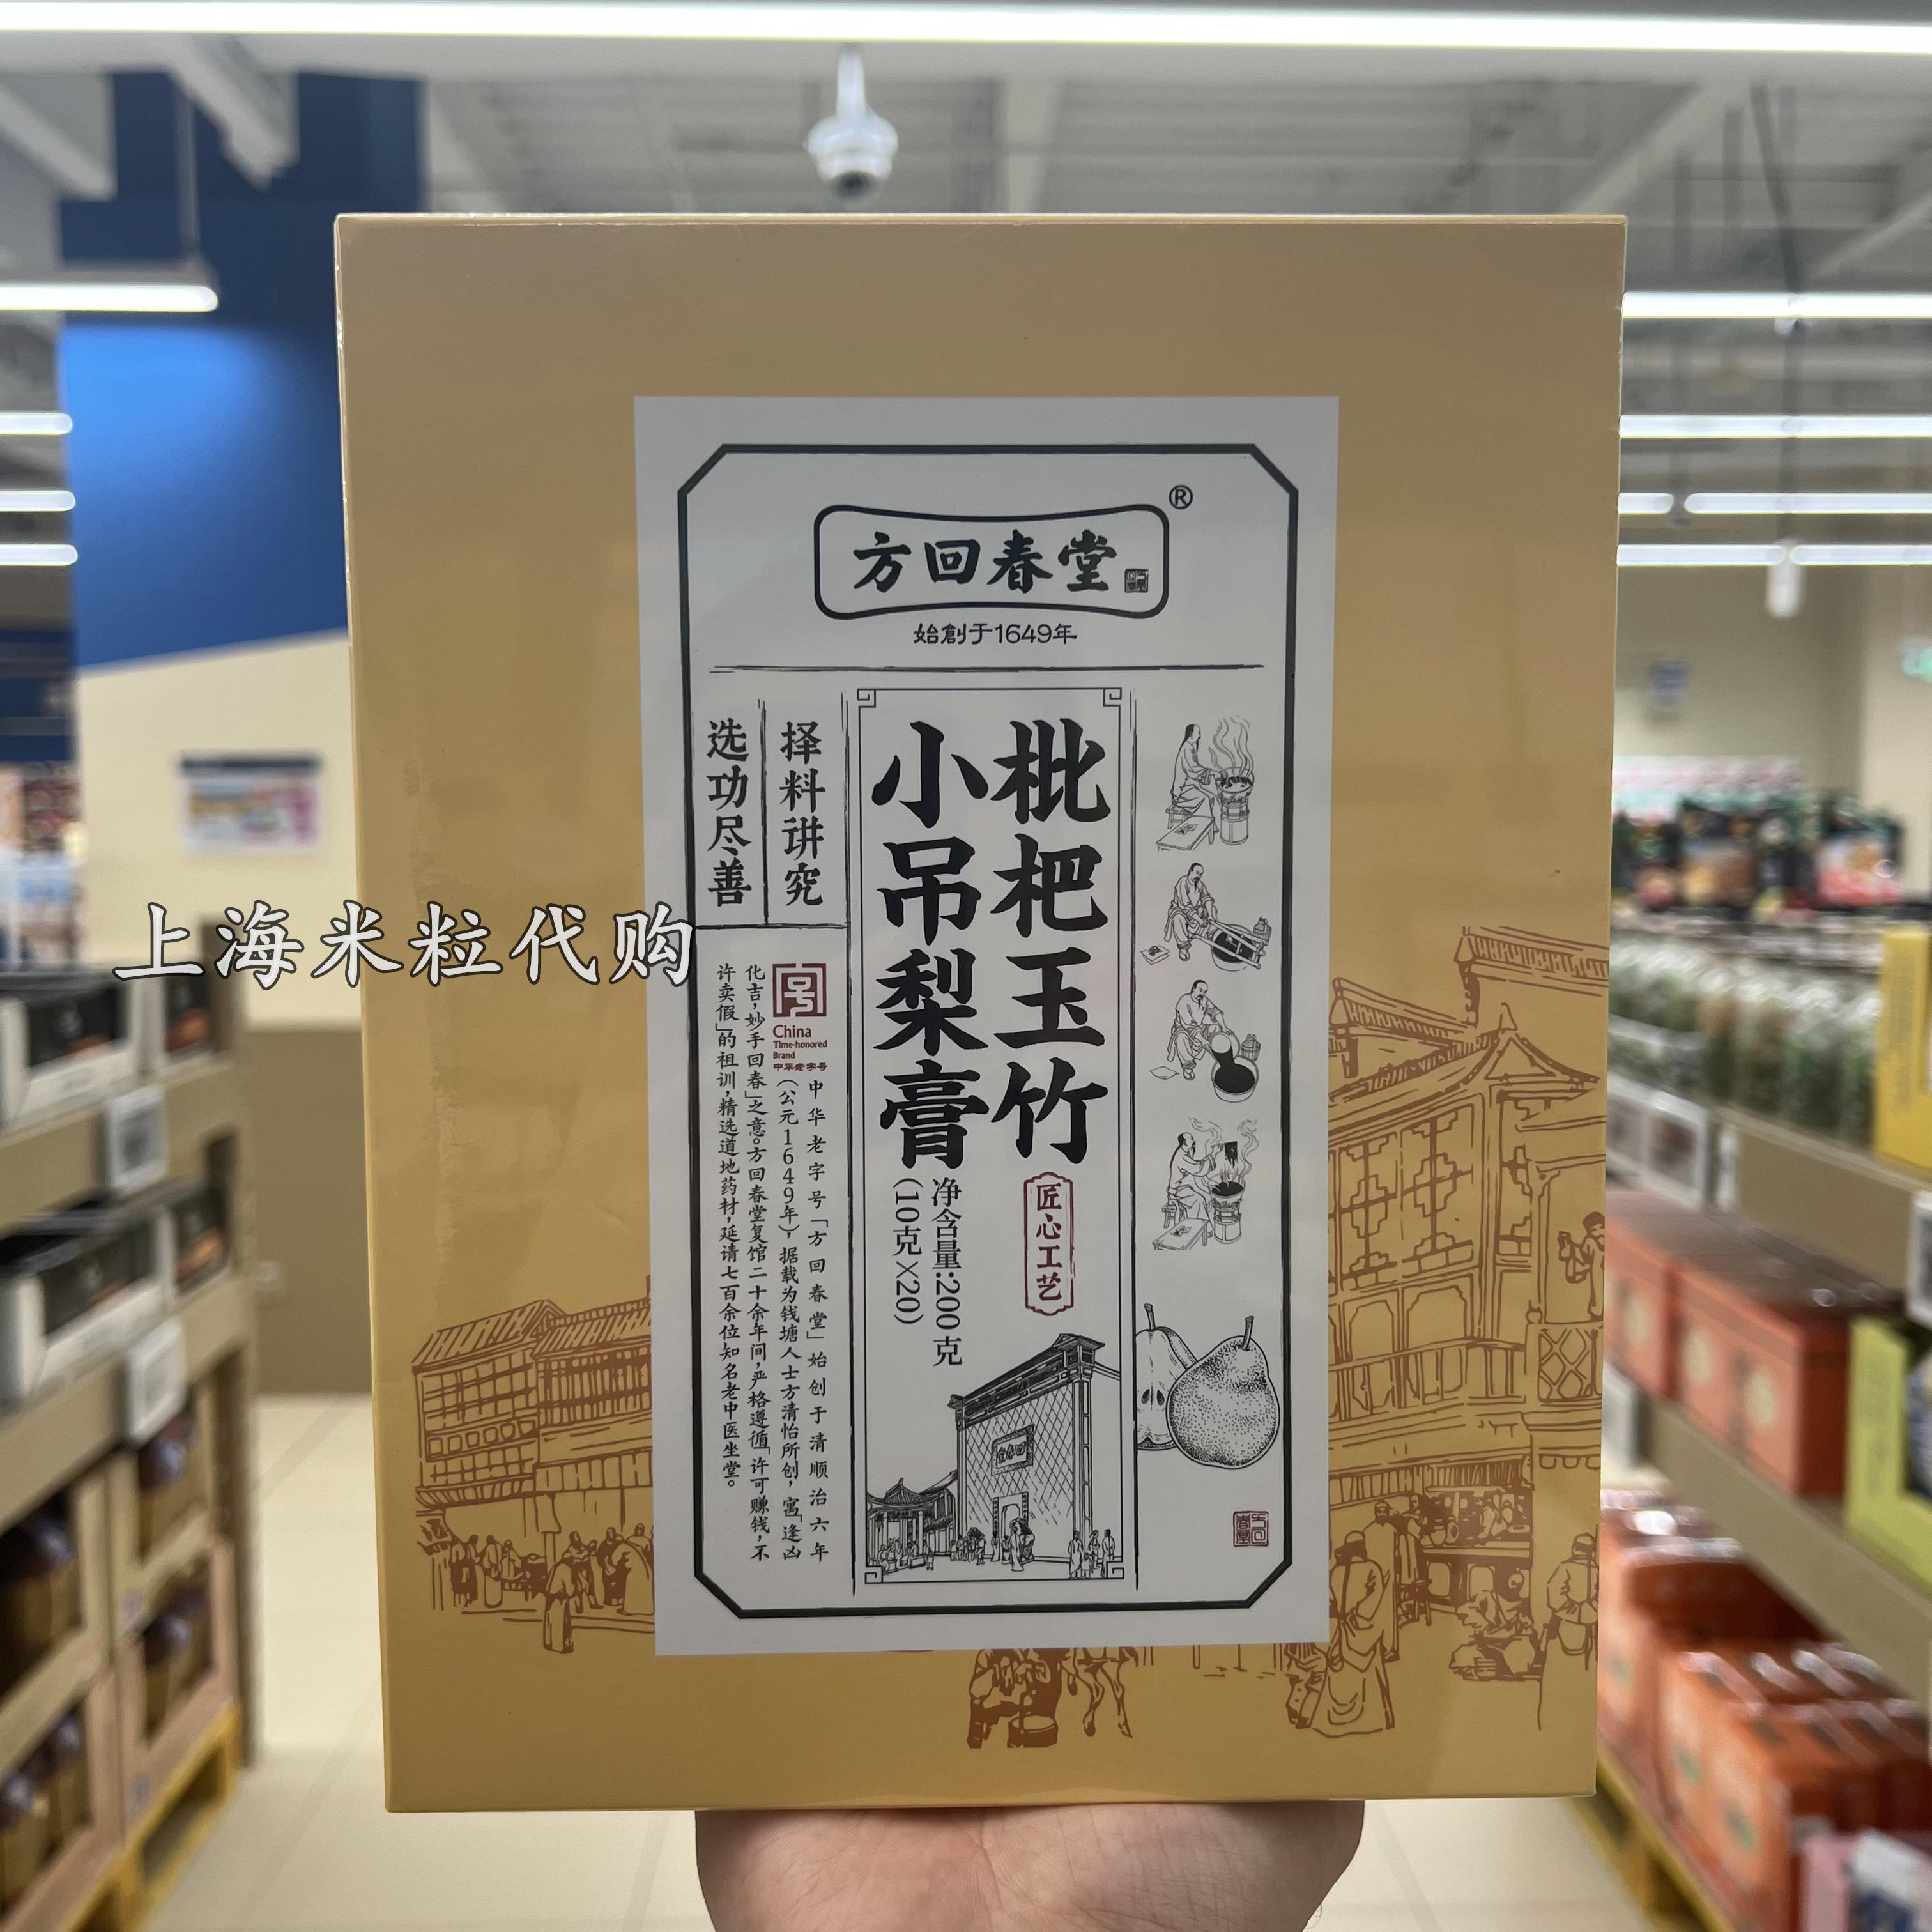 方回春堂
®
始創于1649年
枇杷玉竹
小吊梨膏
匠心工艺
净含量:200克
(10克×20)
择料讲究
选功尽善
China
Time-honored
Brand
中华老字号
中华老字号「方回春堂」始创于清顺治六年
(公元1649年),据载为钱塘人士方清怡所创,寓「逢凶
化吉,妙手回春」之意。方回春堂复馆二十余年间,严格遵循「许可赚钱,不
许卖假」的祖训,精选道地药材,延请七百余位知名老中医坐堂。
上海米粒代购